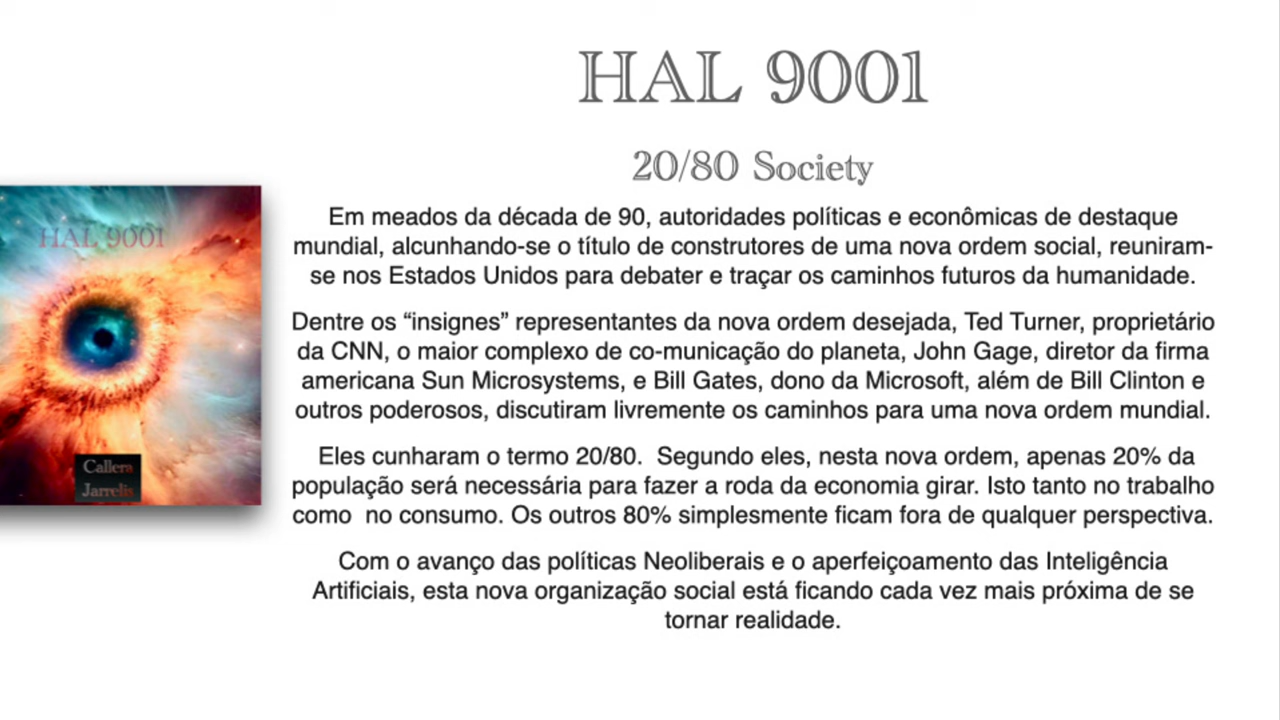 HAL 9001
20/80 Society
Em meados da década de 90, autoridades políticas e econômicas de destaque
mundial, alcunhando-se o título de construtores de uma nova ordem social, reuniram-
se nos Estados Unidos para debater e traçar os caminhos futuros da humanidade.
Dentre os “insignes” representantes da nova ordem desejada, Ted Turner, proprietário
da CNN, o maior complexo de co-municação do planeta, John Gage, diretor da firma
americana Sun Microsystems, e Bill Gates, dono da Microsoft, além de Bill Clinton e
outros poderosos, discutiram livremente os caminhos para uma nova ordem mundial.
Eles cunharam o termo 20/80.  Segundo eles, nesta nova ordem, apenas 20% da
população será necessária para fazer a roda da economia girar. Isto tanto no trabalho
como  no consumo. Os outros 80% simplesmente ficam fora de qualquer perspectiva.
Com o avanço das políticas Neoliberais e o aperfeiçoamento das Inteligência
Artificiais, esta nova organização social está ficando cada vez mais próxima de se
tornar realidade.
HAL 9001
Callera
Jarrelis